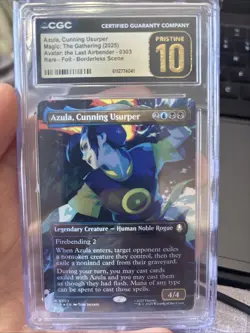 CGC
CERTIFIED GUARANTY COMPANY
Azula, Cunning Usurper
Magic: The Gathering (2025)
Avatar: the Last Airbender - 0303
Rare - Foil - Borderless Scene
PRISTINE
10
Azula, Cunning Usurper
2
Legendary Creature — Human Noble Rogue
Firebending 2
When Azula enters, target opponent exiles
a nontoken creature they control, then they
exile a nonland card from their graveyard.
During your turn, you may cast cards
exiled with Azula and you may cast them
as though they had flash. Mana of any
type can be spent to cast those spells.
4/4